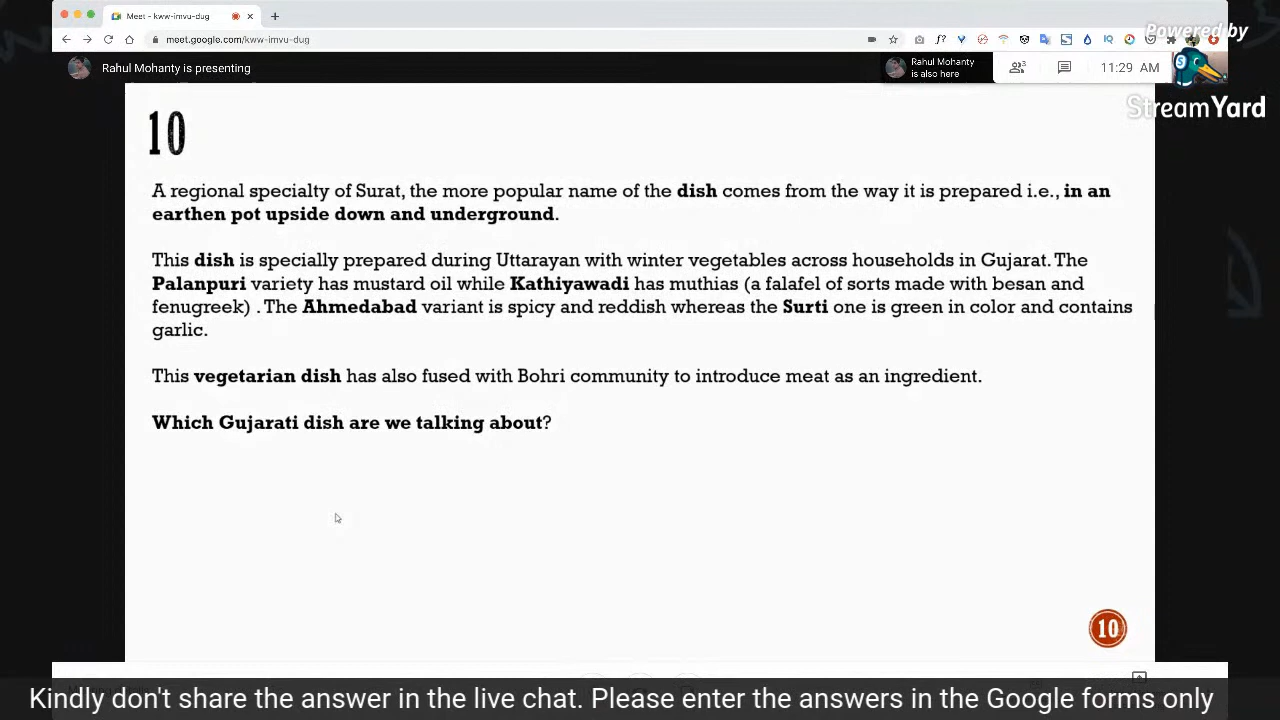 Meet - kww-imvu-dug
meet.google.com/kww-imvu-dug
Powered by
Rahul Mohanty is presenting
Rahul Mohanty
is also here
3
11:29 AM
StreamYard
10
A regional specialty of Surat, the more popular name of the dish comes from the way it is prepared i.e., in an
earthen pot upside down and underground.
This dish is specially prepared during Uttarayan with winter vegetables across households in Gujarat. The
Palanpuri variety has mustard oil while Kathiyawadi has muthias (a falafel of sorts made with besan and
fenugreek) . The Ahmedabad variant is spicy and reddish whereas the Surti one is green in color and contains
garlic.
This vegetarian dish has also fused with Bohri community to introduce meat as an ingredient.
Which Gujarati dish are we talking about?
10
Kindly don't share the answer in the live chat. Please enter the answers in the Google forms only